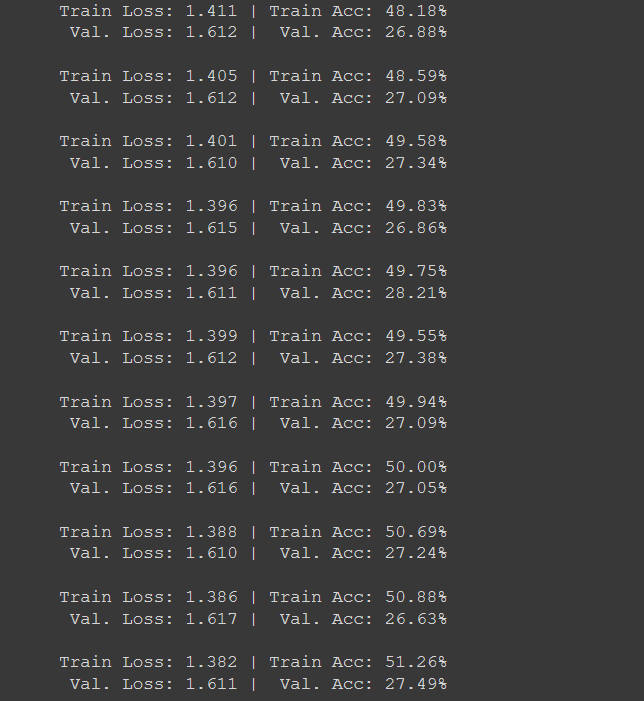 Train Loss: 1.411 | Train Acc: 48.18%
Val. Loss: 1.612 | Val. Acc: 26.88%
Train Loss: 1.405 | Train Acc: 48.59%
Val. Loss: 1.612 | Val. Acc: 27.09%
Train Loss: 1.401 | Train Acc: 49.58%
Val. Loss: 1.610 | Val. Acc: 27.34%
Train Loss: 1.396 | Train Acc: 49.83%
Val. Loss: 1.615 | Val. Acc: 26.86%
Train Loss: 1.396 | Train Acc: 49.75%
Val. Loss: 1.611 | Val. Acc: 28.21%
Train Loss: 1.399 | Train Acc: 49.55%
Val. Loss: 1.612 | Val. Acc: 27.38%
Train Loss: 1.397 | Train Acc: 49.94%
Val. Loss: 1.616 | Val. Acc: 27.09%
Train Loss: 1.396 | Train Acc: 50.00%
Val. Loss: 1.616 | Val. Acc: 27.05%
Train Loss: 1.388 | Train Acc: 50.69%
Val. Loss: 1.610 | Val. Acc: 27.24%
Train Loss: 1.386 | Train Acc: 50.88%
Val. Loss: 1.617 | Val. Acc: 26.63%
Train Loss: 1.382 | Train Acc: 51.26%
Val. Loss: 1.611 | Val. Acc: 27.49%